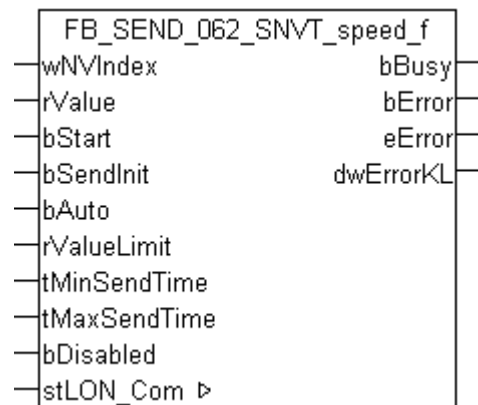 FB_SEND_062_SNVT_speed_f
wNVIndex bBusy
rValue bError
bStart eError
bSendInit dwErrorKL
bAuto
rValueLimit
tMinSendTime
tMaxSendTime
bDisabled
stLON_Com ▷